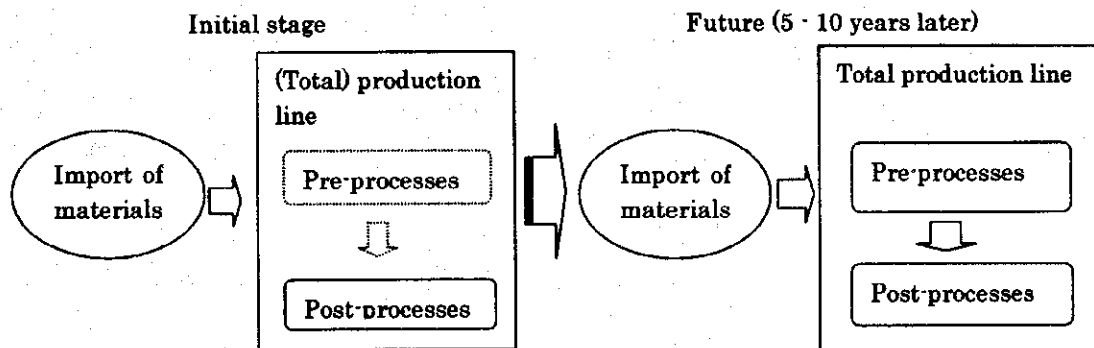 Initial stage
(Total) production
line
Import of
materials
Pre-processes
Post-processes
Future (5 - 10 years later)
Total production line
Import of
materials
Pre-processes
Post-processes